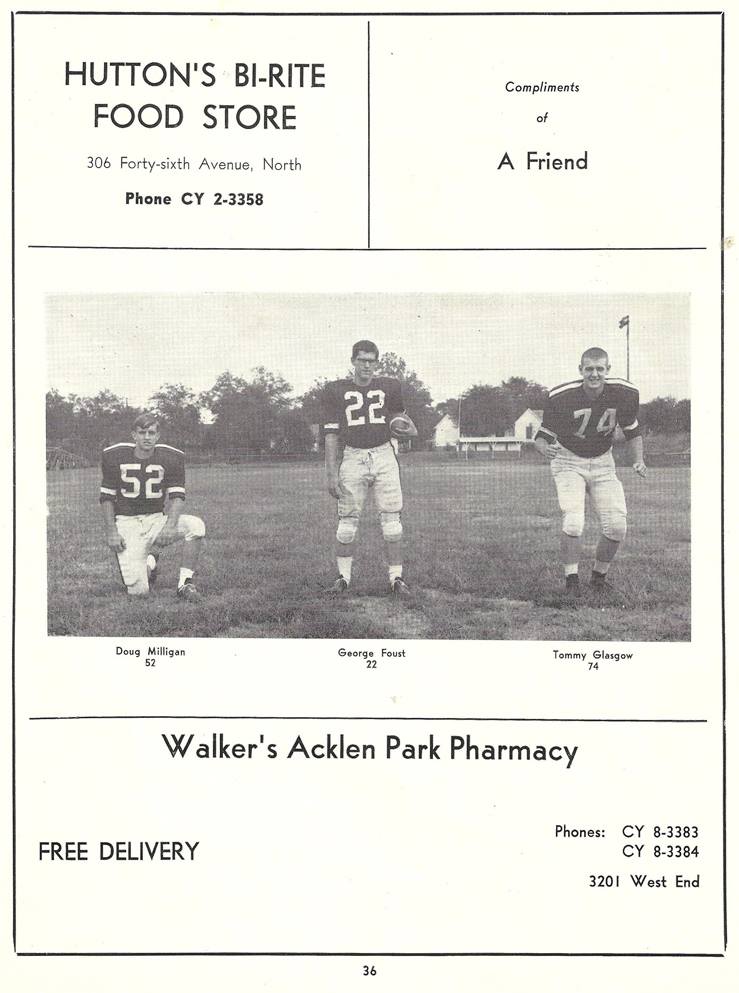 HUTTON'S BI-RITE
FOOD STORE
306 Forty-sixth Avenue, North
Phone CY 2-3358
Compliments
of
A Friend
52
22
74
Doug Milligan
52
George Foust
22
Tommy Glasgow
74
Walker's Acklen Park Pharmacy
FREE DELIVERY
Phones: CY 8-3383
CY 8-3384
3201 West End
36